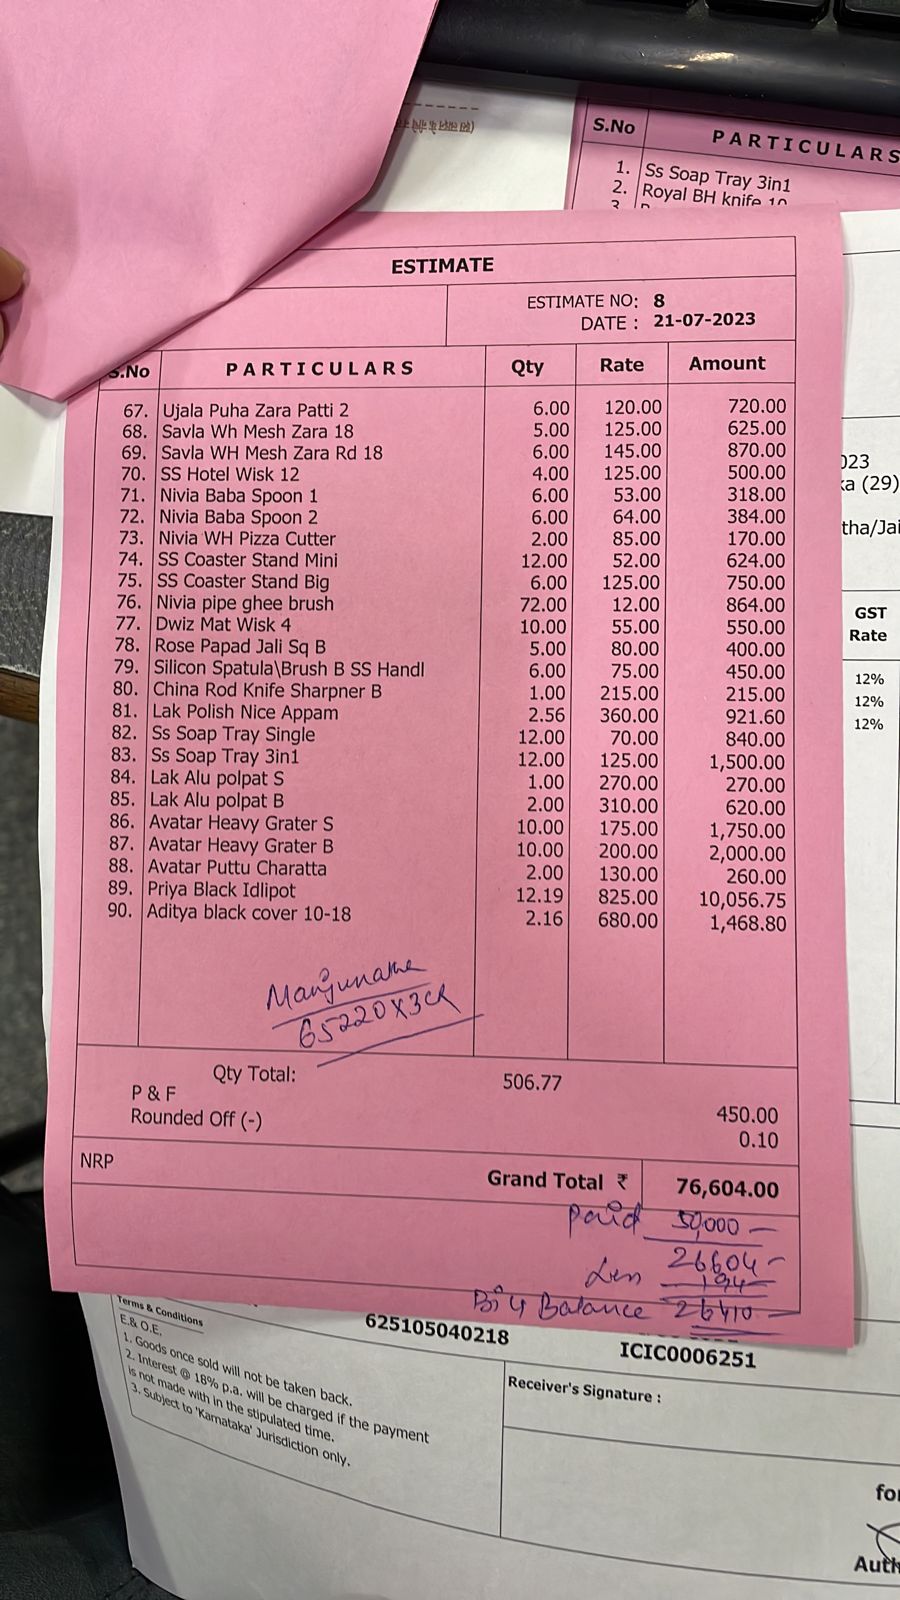 S.No PARTICULARS
1. Ss Soap Tray 3in1
2. Royal BH knife 10
3.
ESTIMATE
ESTIMATE NO: 8
DATE : 21-07-2023
S.No PARTICULARS Qty Rate Amount
67. Ujala Puha Zara Patti 2 6.00 120.00 720.00
68. Savla Wh Mesh Zara 18 5.00 125.00 625.00
69. Savla WH Mesh Zara Rd 18 6.00 145.00 870.00
70. SS Hotel Wisk 12 4.00 125.00 500.00
71. Nivia Baba Spoon 1 6.00 53.00 318.00
72. Nivia Baba Spoon 2 6.00 64.00 384.00
73. Nivia WH Pizza Cutter 2.00 85.00 170.00
74. SS Coaster Stand Mini 12.00 52.00 624.00
75. SS Coaster Stand Big 6.00 125.00 750.00
76. Nivia pipe ghee brush 72.00 12.00 864.00
77. Dwiz Mat Wisk 4 10.00 55.00 550.00
78. Rose Papad Jali Sq B 5.00 80.00 400.00
79. Silicon Spatula\Brush B SS Handl 6.00 75.00 450.00
80. China Rod Knife Sharpner B 1.00 215.00 215.00
81. Lak Polish Nice Appam 2.56 360.00 921.60
82. Ss Soap Tray Single 12.00 70.00 840.00
83. Ss Soap Tray 3in1 12.00 125.00 1,500.00
84. Lak Alu polpat S 1.00 270.00 270.00
85. Lak Alu polpat B 2.00 310.00 620.00
86. Avatar Heavy Grater S 10.00 175.00 1,750.00
87. Avatar Heavy Grater B 10.00 200.00 2,000.00
88. Avatar Puttu Charatta 2.00 130.00 260.00
89. Priya Black Idlipot 12.19 825.00 10,056.75
90. Aditya black cover 10-18 2.16 680.00 1,468.80
65220X3CR
Qty Total: 506.77
P & F 450.00
Rounded Off (-) 0.10
NRP
Grand Total ₹ 76,604.00
paid 50,000 -
26604 -
194
Balance 26410
023
ka (29)
tha/Jai
GST
Rate
12%
12%
12%
625105040218
ICIC0006251
Terms & Conditions
E.& O.E.
1. Goods once sold will not be taken back.
2. Interest @ 18% p.a. will be charged if the payment
is not made with in the stipulated time.
3. Subject to 'Karnataka' Jurisdiction only.
Receiver's Signature :
for
Auth